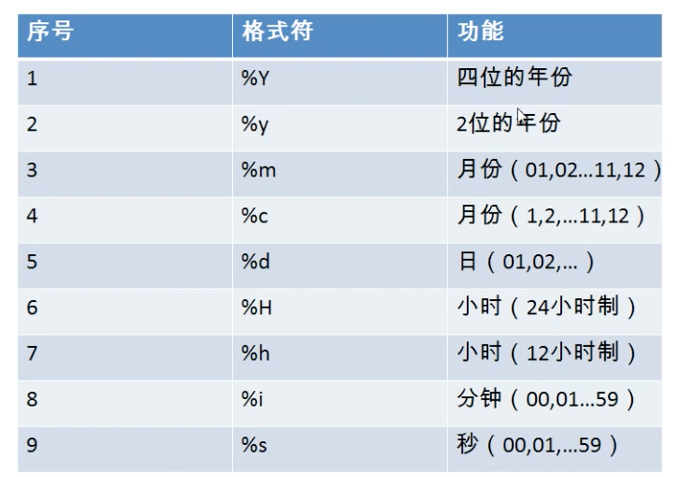 序号 格式符 功能
1 %Y 四位的年份
2 %y 2位的年份
3 %m 月份（01,02…11,12）
4 %c 月份（1,2,…11,12）
5 %d 日（01,02,…）
6 %H 小时（24小时制）
7 %h 小时（12小时制）
8 %i 分钟（00,01…59）
9 %s 秒（00,01,…59）